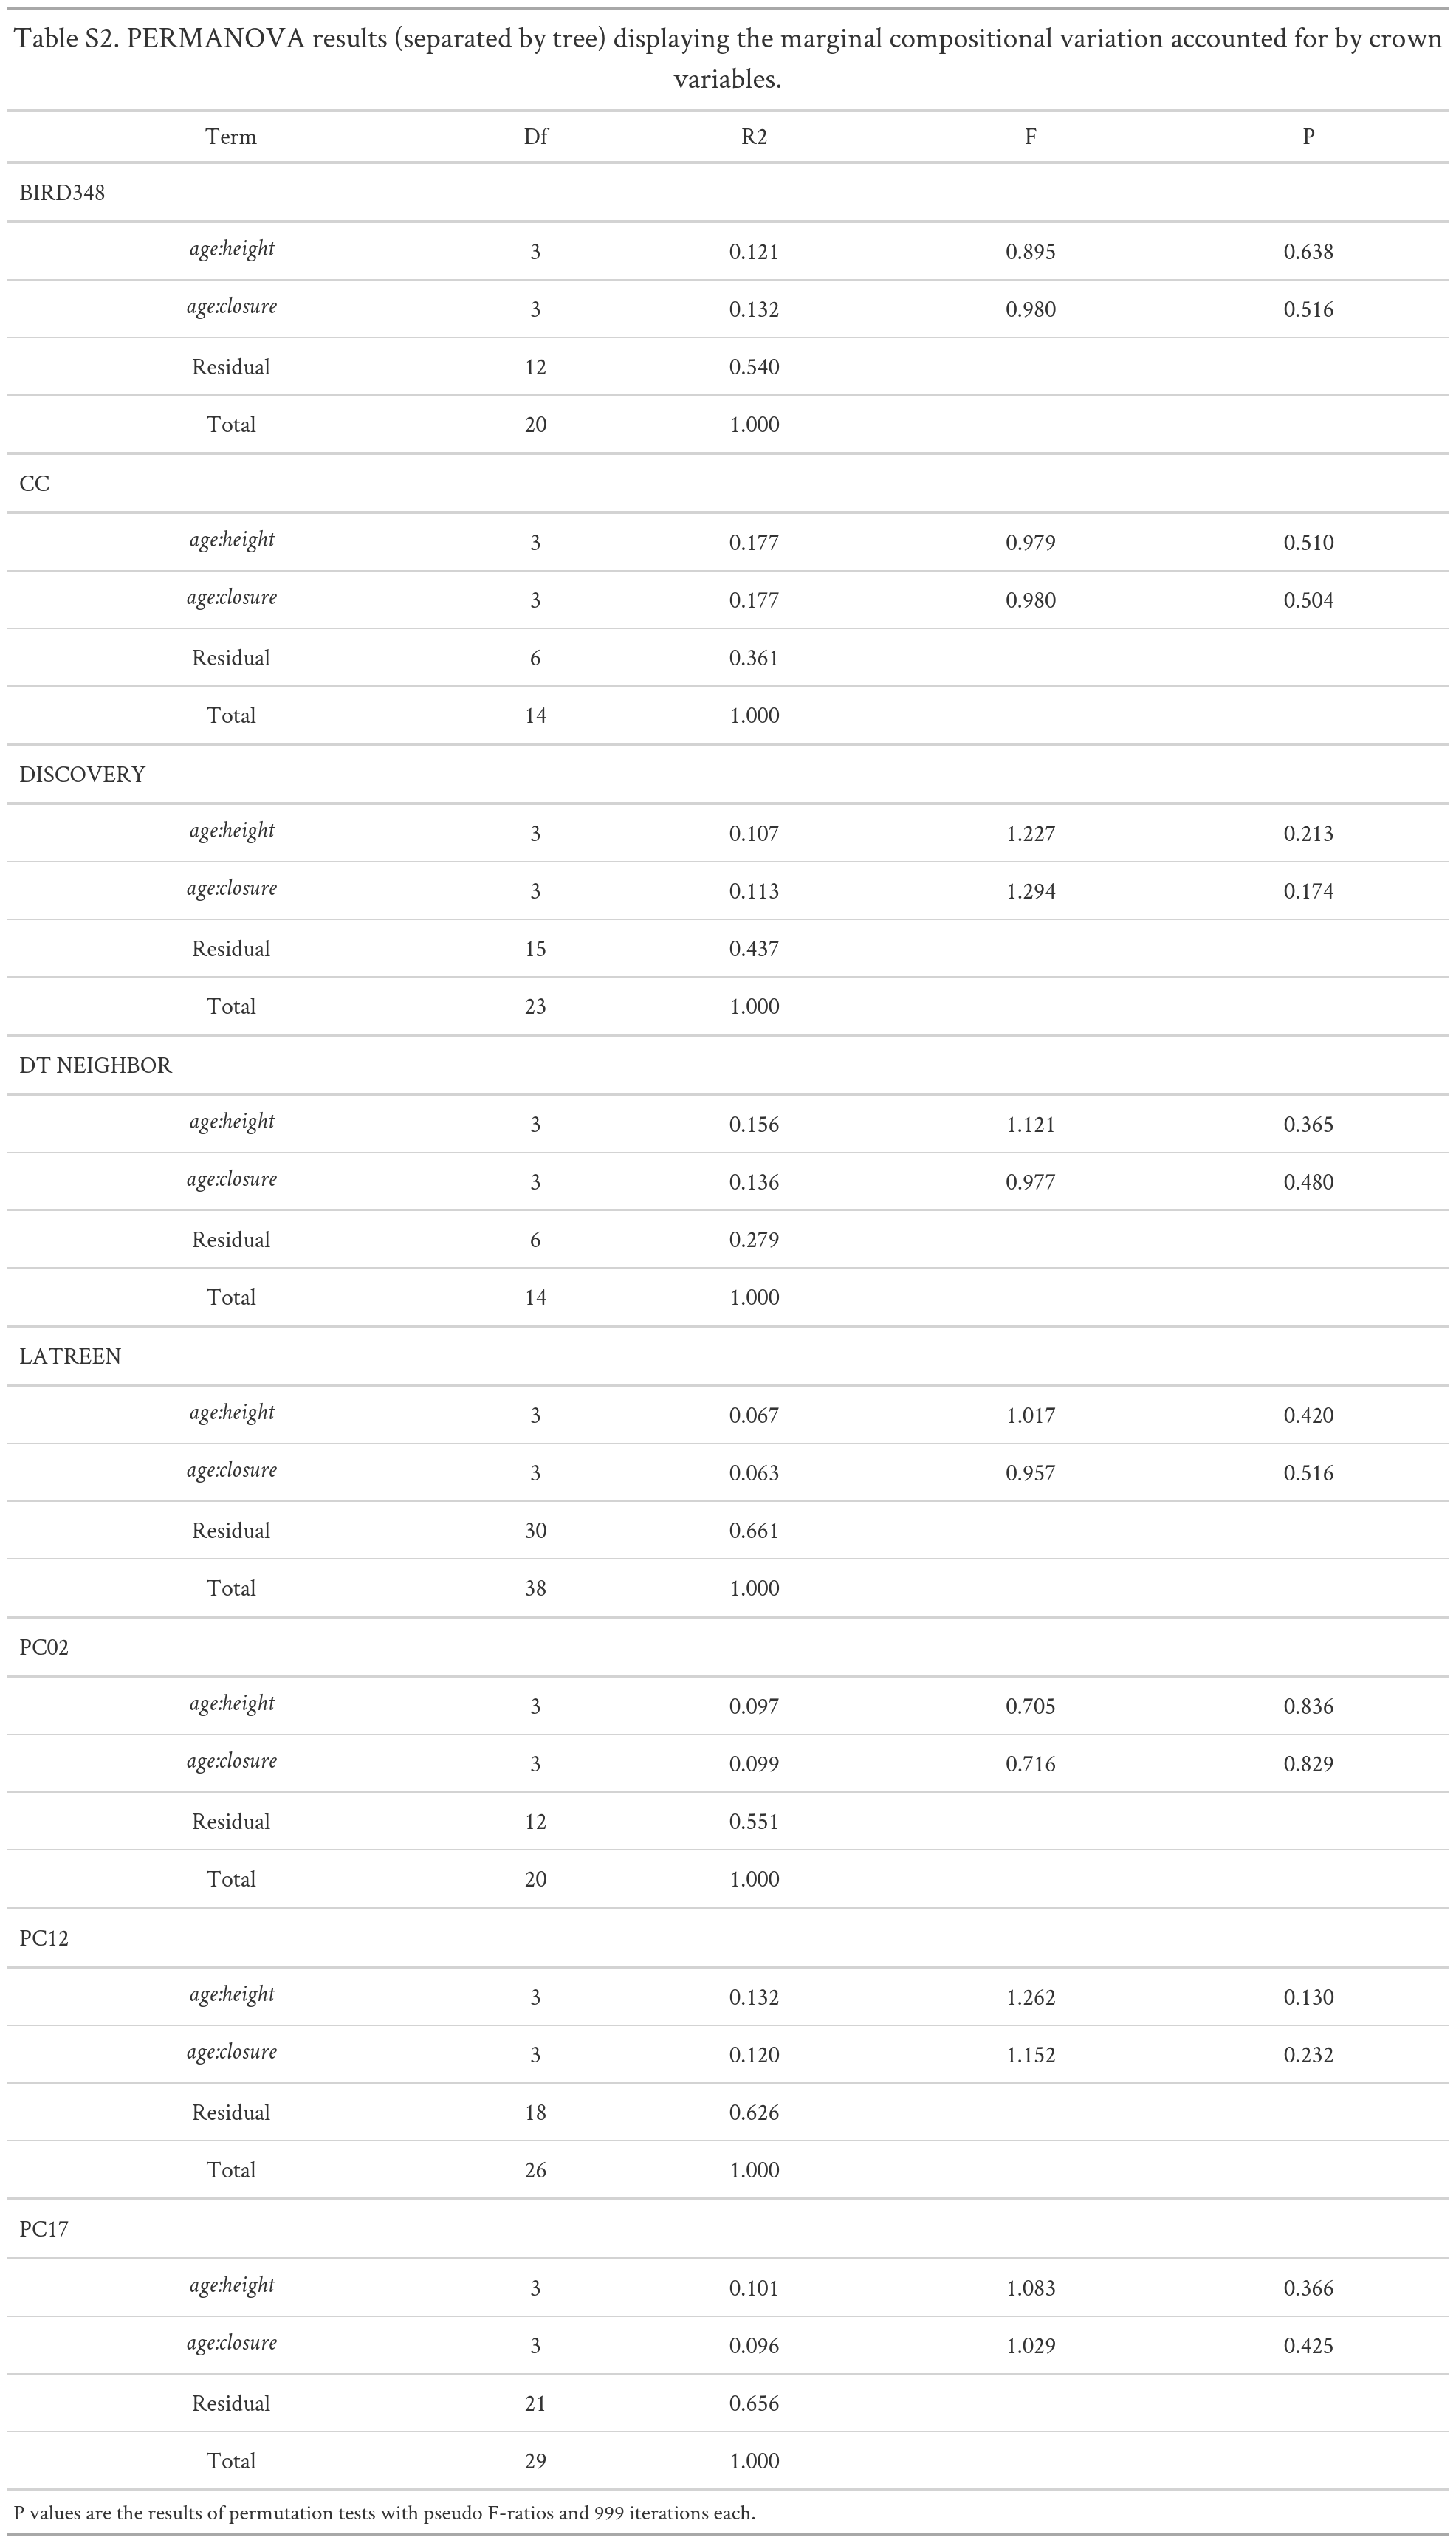 Table S2. PERMANOVA results (separated by tree) displaying the marginal compositional variation accounted for by crown
variables.
Term Df R2 F P
BIRD348
age:height 3 0.121 0.895 0.638
age:closure 3 0.132 0.980 0.516
Residual 12 0.540
Total 20 1.000
CC
age:height 3 0.177 0.979 0.510
age:closure 3 0.177 0.980 0.504
Residual 6 0.361
Total 14 1.000
DISCOVERY
age:height 3 0.107 1.227 0.213
age:closure 3 0.113 1.294 0.174
Residual 15 0.437
Total 23 1.000
DT NEIGHBOR
age:height 3 0.156 1.121 0.365
age:closure 3 0.136 0.977 0.480
Residual 6 0.279
Total 14 1.000
LATREEN
age:height 3 0.067 1.017 0.420
age:closure 3 0.063 0.957 0.516
Residual 30 0.661
Total 38 1.000
PC02
age:height 3 0.097 0.705 0.836
age:closure 3 0.099 0.716 0.829
Residual 12 0.551
Total 20 1.000
PC12
age:height 3 0.132 1.262 0.130
age:closure 3 0.120 1.152 0.232
Residual 18 0.626
Total 26 1.000
PC17
age:height 3 0.101 1.083 0.366
age:closure 3 0.096 1.029 0.425
Residual 21 0.656
Total 29 1.000
P values are the results of permutation tests with pseudo F-ratios and 999 iterations each.